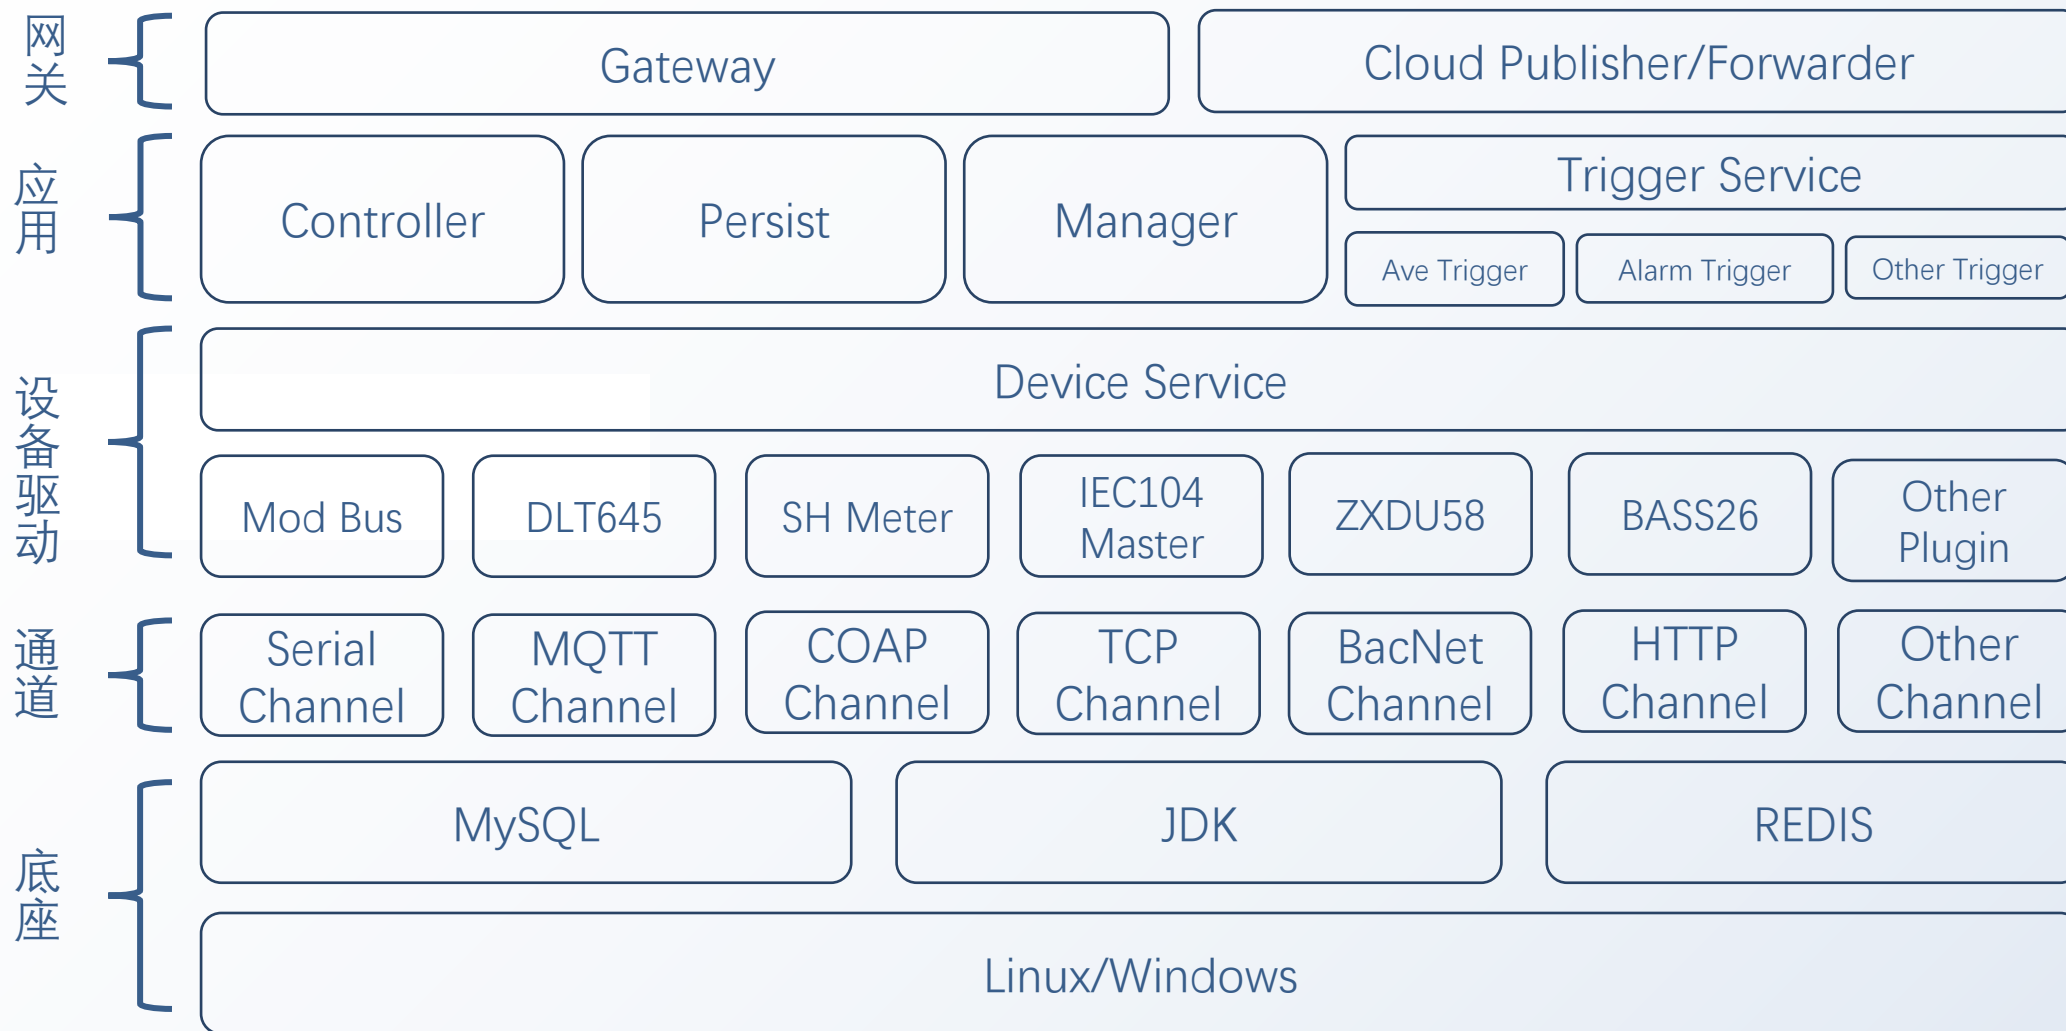 网关
Gateway
Cloud Publisher/Forwarder
应用
Controller
Persist
Manager
Trigger Service
Ave Trigger
Alarm Trigger
Other Trigger
设备驱动
Device Service
Mod Bus
DLT645
SH Meter
IEC104
Master
ZXDU58
BASS26
Other
Plugin
通道
Serial
Channel
MQTT
Channel
COAP
Channel
TCP
Channel
BacNet
Channel
HTTP
Channel
Other
Channel
底座
MySQL
JDK
REDIS
Linux/Windows